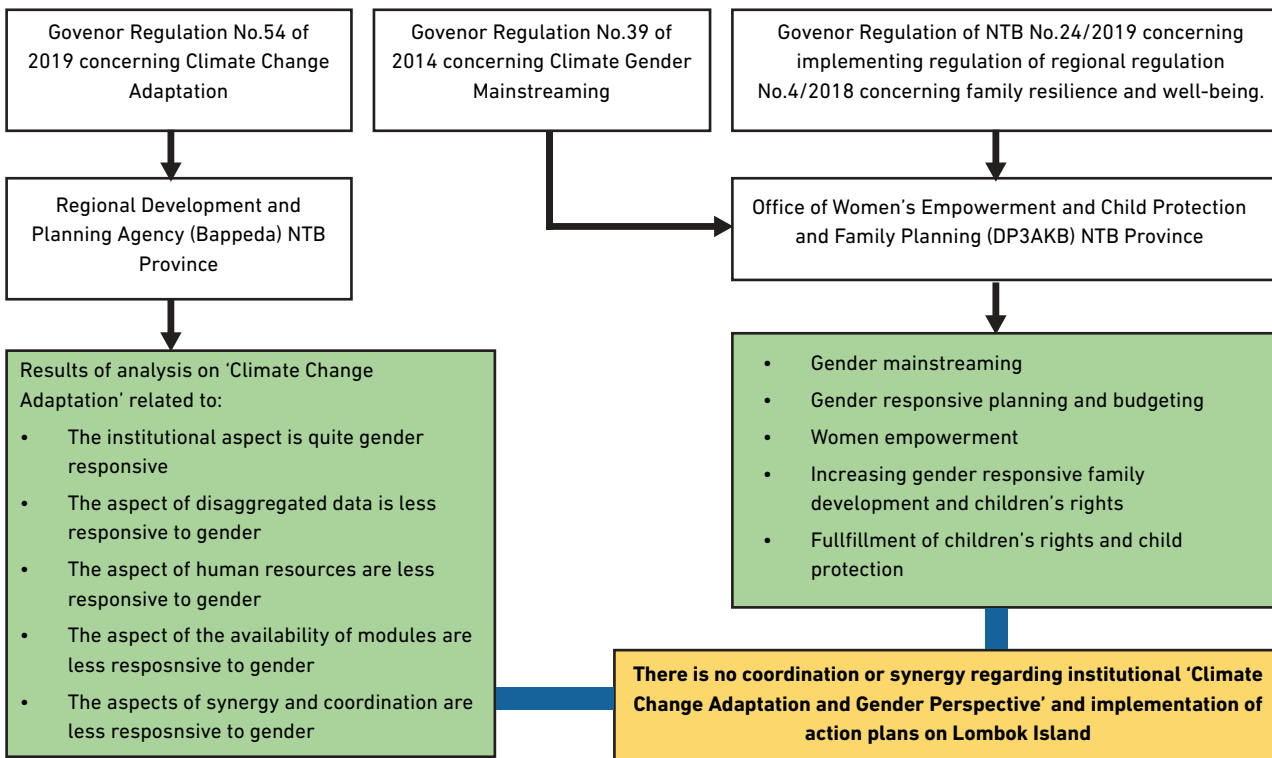 Govenor Regulation No.54 of
2019 concerning Climate Change
Adaptation
Govenor Regulation No.39 of
2014 concerning Climate Gender
Mainstreaming
Govenor Regulation of NTB No.24/2019 concerning
implementing regulation of regional regulation
No.4/2018 concerning family resilience and well-being.
Regional Development and
Planning Agency (Bappeda) NTB
Province
Office of Women's Empowerment and Child Protection
and Family Planning (DP3AKB) NTB Province
Results of analysis on ‘Climate Change
Adaptation’ related to:
• The institutional aspect is quite gender
responsive
• The aspect of disaggregated data is less
responsive to gender
• The aspect of human resources are less
responsive to gender
• The aspect of the availability of modules are
less resposnsive to gender
• The aspects of synergy and coordination are
less resposnsive to gender
• Gender mainstreaming
• Gender responsive planning and budgeting
• Women empowerment
• Increasing gender responsive family
development and children's rights
• Fullfillment of children's rights and child
protection
There is no coordination or synergy regarding institutional ‘Climate
Change Adaptation and Gender Perspective’ and implementation of
action plans on Lombok Island